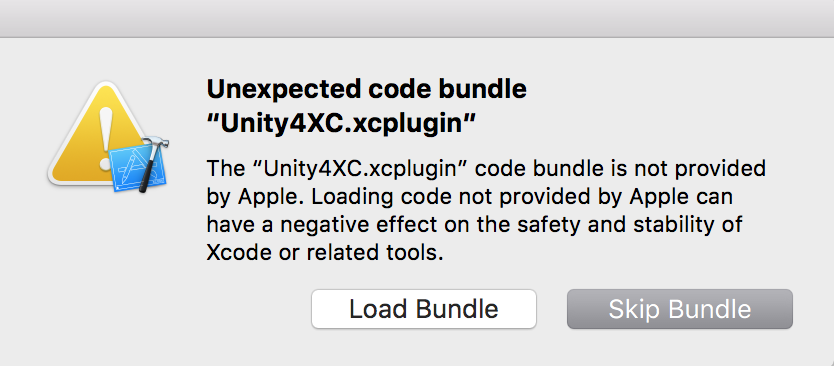 Unexpected code bundle
“Unity4XC.xcplugin”
The “Unity4XC.xcplugin” code bundle is not provided
by Apple. Loading code not provided by Apple can
have a negative effect on the safety and stability of
Xcode or related tools.
Load Bundle
Skip Bundle